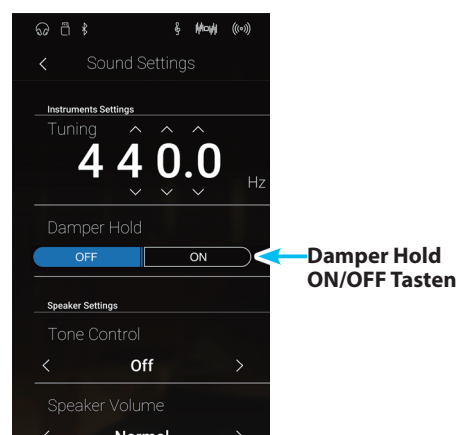 Sound Settings
Instruments Settings
Tuning
440.0 Hz
Damper Hold
OFF ON
Damper Hold
ON/OFF Tasten
Speaker Settings
Tone Control
Off
Speaker Volume
Normal